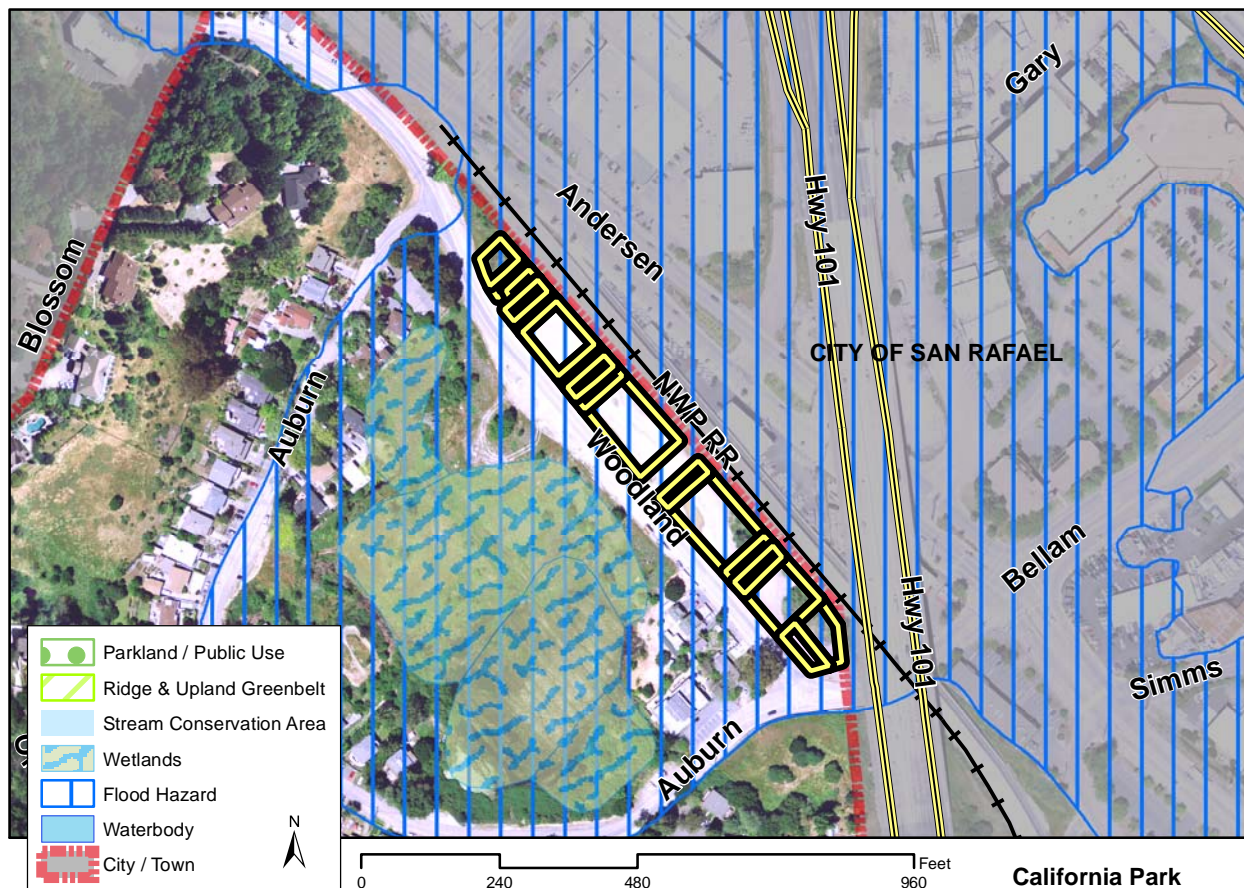 Gary
Andersen
Hwy 101
Blossom
CITY OF SAN RAFAEL
Auburn
NWP RR
Woodland
Bellam
Hwy 101
Simms
Auburn
Parkland / Public Use
Ridge & Upland Greenbelt
Stream Conservation Area
Wetlands
Flood Hazard
Waterbody
City / Town
N
Feet
0 240 480 960
California Park